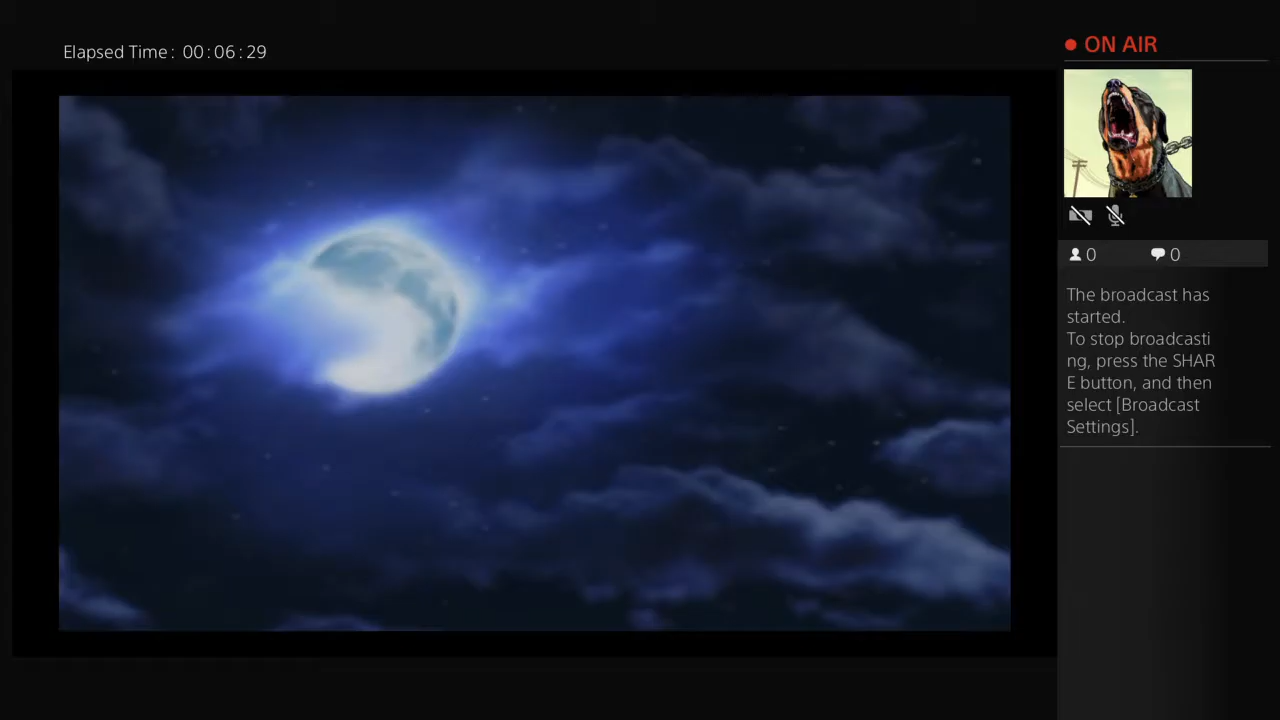 Elapsed Time: 00:06:29
ON AIR
0
0
The broadcast has
started.
To stop broadcasti
ng, press the SHAR
E button, and then
select [Broadcast
Settings].